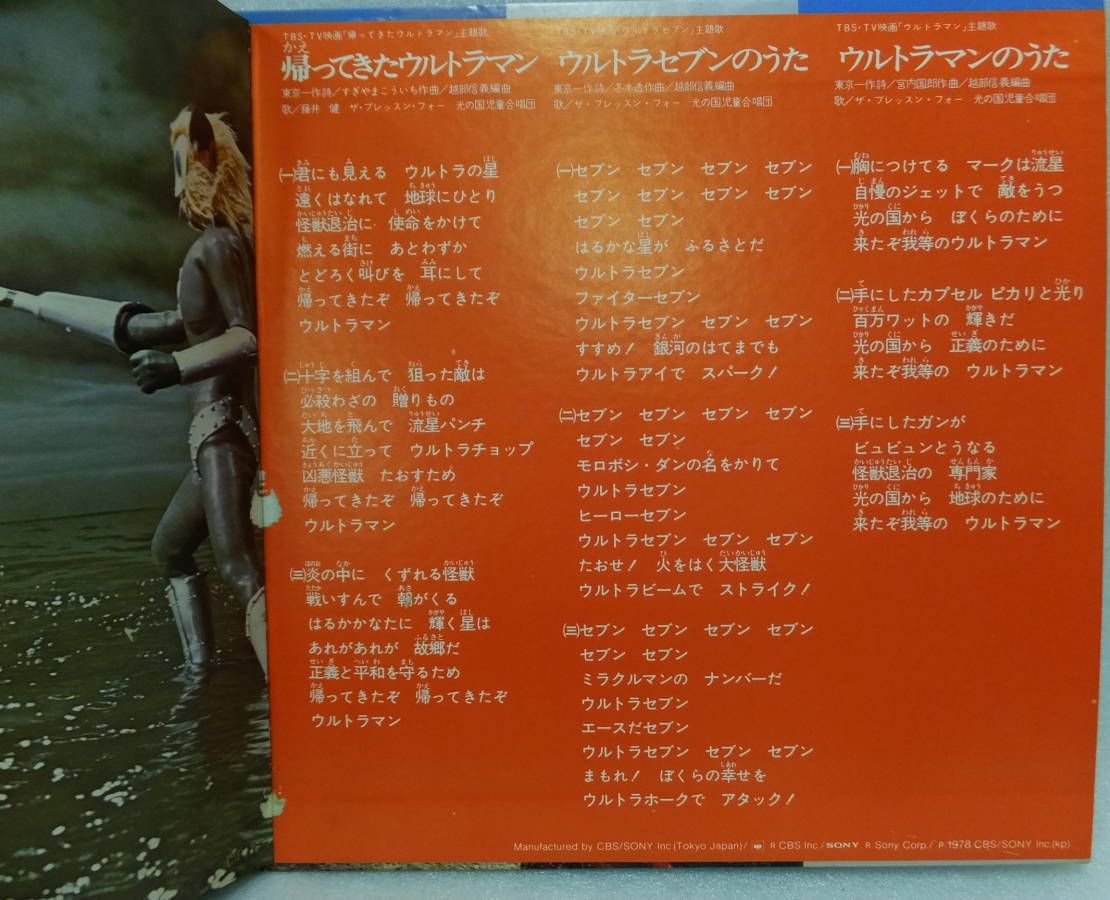 TBS・TV映画「帰ってきたウルトラマン」主題歌
帰ってきたウルトラマン
東京一作詩/すぎやまこういち作曲/越部信義編曲
歌/藤井 健 ザ・ブレッスン・フォー 光の国児童合唱団
㈠君にも見える ウルトラの星
遠くはなれて 地球にひとり
怪獣退治に 使命をかけて
燃える街に あとわずか
とどろく叫びを 耳にして
帰ってきたぞ 帰ってきたぞ
ウルトラマン
㈡十字を組んで 狙った敵は
必殺わざの 贈りもの
大地を飛んで 流星パンチ
近くに立って ウルトラチョップ
凶悪怪獣 たおすため
帰ってきたぞ 帰ってきたぞ
ウルトラマン
㈢炎の中に くずれる怪獣
戦いすんで 朝がくる
はるかかなたに 輝く星は
あれがあれが 故郷だ
正義と平和を守るため
帰ってきたぞ 帰ってきたぞ
ウルトラマン
TBS・TV映画「ウルトラセブン」主題歌
ウルトラセブンのうた
東京一作詩/冬木透作曲/越部信義編曲
歌/ザ・ブレッスン・フォー 光の国児童合唱団
㈠セブン セブン セブン セブン
セブン セブン セブン セブン
セブン セブン
はるかな星が ふるさとだ
ウルトラセブン
ファイターセブン
ウルトラセブン セブン セブン
すすめ! 銀河のはてまでも
ウルトラアイで スパーク!
㈡セブン セブン セブン セブン
セブン セブン
モロボシ・ダンの名をかりて
ウルトラセブン
ヒーローセブン
ウルトラセブン セブン セブン
たおせ! 火をはく大怪獣
ウルトラビームで ストライク!
㈢セブン セブン セブン セブン
セブン セブン
ミラクルマンの ナンバーだ
ウルトラセブン
エースだセブン
ウルトラセブン セブン セブン
まもれ! ぼくらの幸せを
ウルトラホークで アタック!
TBS・TV映画「ウルトラマン」主題歌
ウルトラマンのうた
東京一作詩/宮内国郎作曲/越部信義編曲
歌/ザ・ブレッスン・フォー 光の国児童合唱団
㈠胸につけてる マークは流星
自慢のジェットで 敵をうつ
光の国から ぼくらのために
来たぞ我等のウルトラマン
㈡手にしたカプセル ピカリと光り
百万ワットの 輝きだ
光の国から 正義のために
来たぞ我等の ウルトラマン
㈢手にしたガンが
ビュビュンとうなる
怪獣退治の 専門家
光の国から 地球のために
来たぞ我等の ウルトラマン
Manufactured by CBS/SONY Inc (Tokyo Japan)/ R CBS Inc./SONY R Sony Corp./ P 1978 CBS/SONY Inc.(kp)